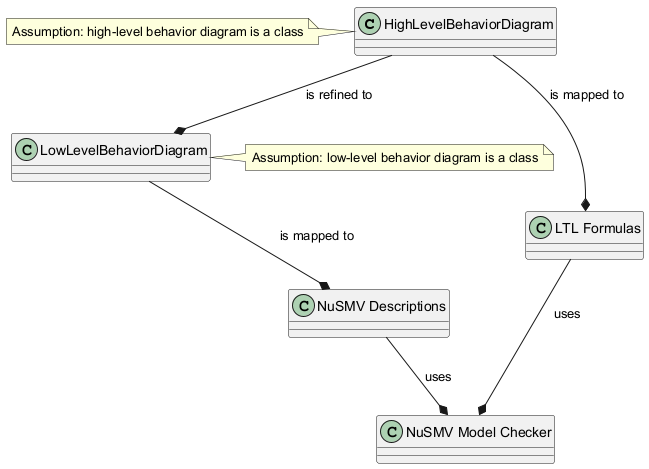 Assumption: high-level behavior diagram is a class
C HighLevelBehaviorDiagram
is refined to
is mapped to
C LowLevelBehaviorDiagram
Assumption: low-level behavior diagram is a class
C LTL Formulas
is mapped to
C NuSMV Descriptions
uses
uses
C NuSMV Model Checker